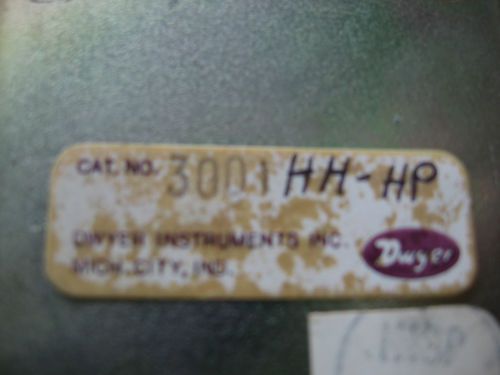 CAT. NO. 3001 HH-HP
DWYER INSTRUMENTS INC.
MICH. CITY, IND.
Dwyer